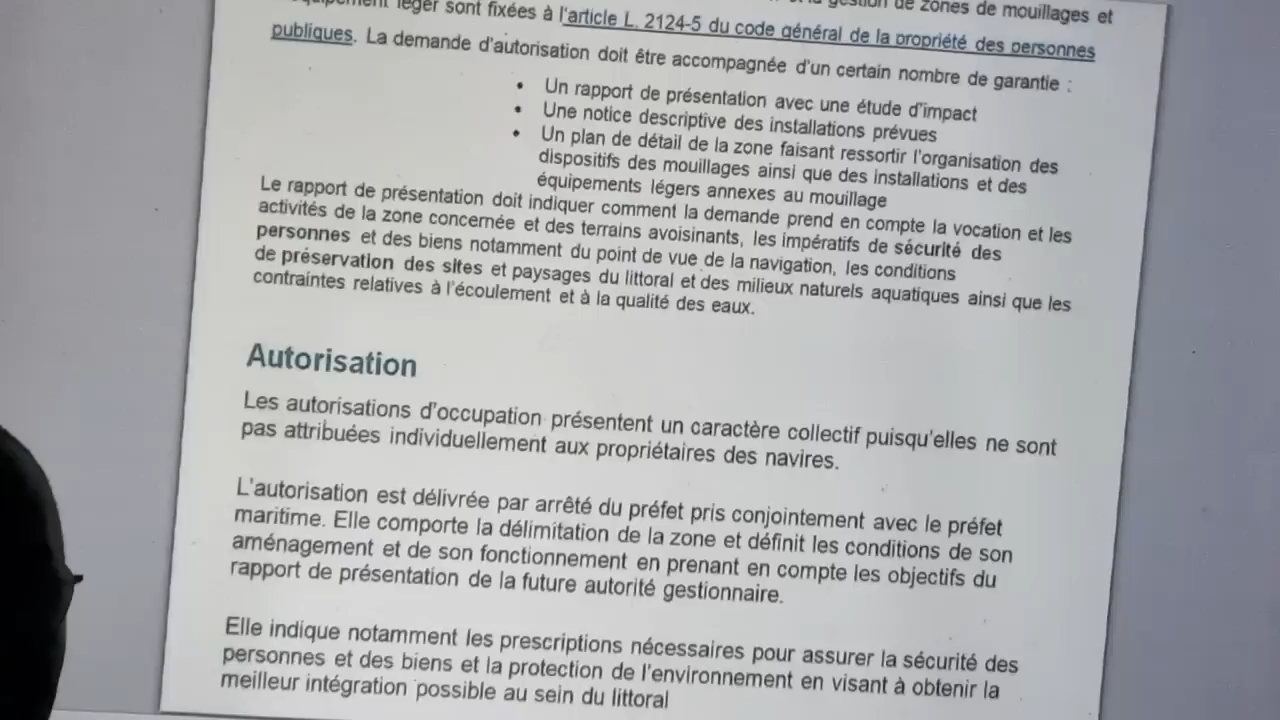 léger sont fixées à l'article L. 2124-5 du code général de la propriété des personnes
publiques. La demande d'autorisation doit être accompagnée d'un certain nombre de garantie :
de zones de mouillages et
• Un rapport de présentation avec une étude d'impact
• Une notice descriptive des installations prévues
• Un plan de détail de la zone faisant ressortir l'organisation des
dispositifs des mouillages ainsi que des installations et des
équipements légers annexes au mouillage
Le rapport de présentation doit indiquer comment la demande prend en compte la vocation et les
activités de la zone concernée et des terrains avoisinants, les impératifs de sécurité des
personnes et des biens notamment du point de vue de la navigation, les conditions
de préservation des sites et paysages du littoral et des milieux naturels aquatiques ainsi que les
contraintes relatives à l'écoulement et à la qualité des eaux.
Autorisation
Les autorisations d'occupation présentent un caractère collectif puisqu'elles ne sont
pas attribuées individuellement aux propriétaires des navires.
L'autorisation est délivrée par arrêté du préfet pris conjointement avec le préfet
maritime. Elle comporte la délimitation de la zone et définit les conditions de son
aménagement et de son fonctionnement en prenant en compte les objectifs du
rapport de présentation de la future autorité gestionnaire.
Elle indique notamment les prescriptions nécessaires pour assurer la sécurité des
personnes et des biens et la protection de l'environnement en visant à obtenir la
meilleur intégration possible au sein du littoral